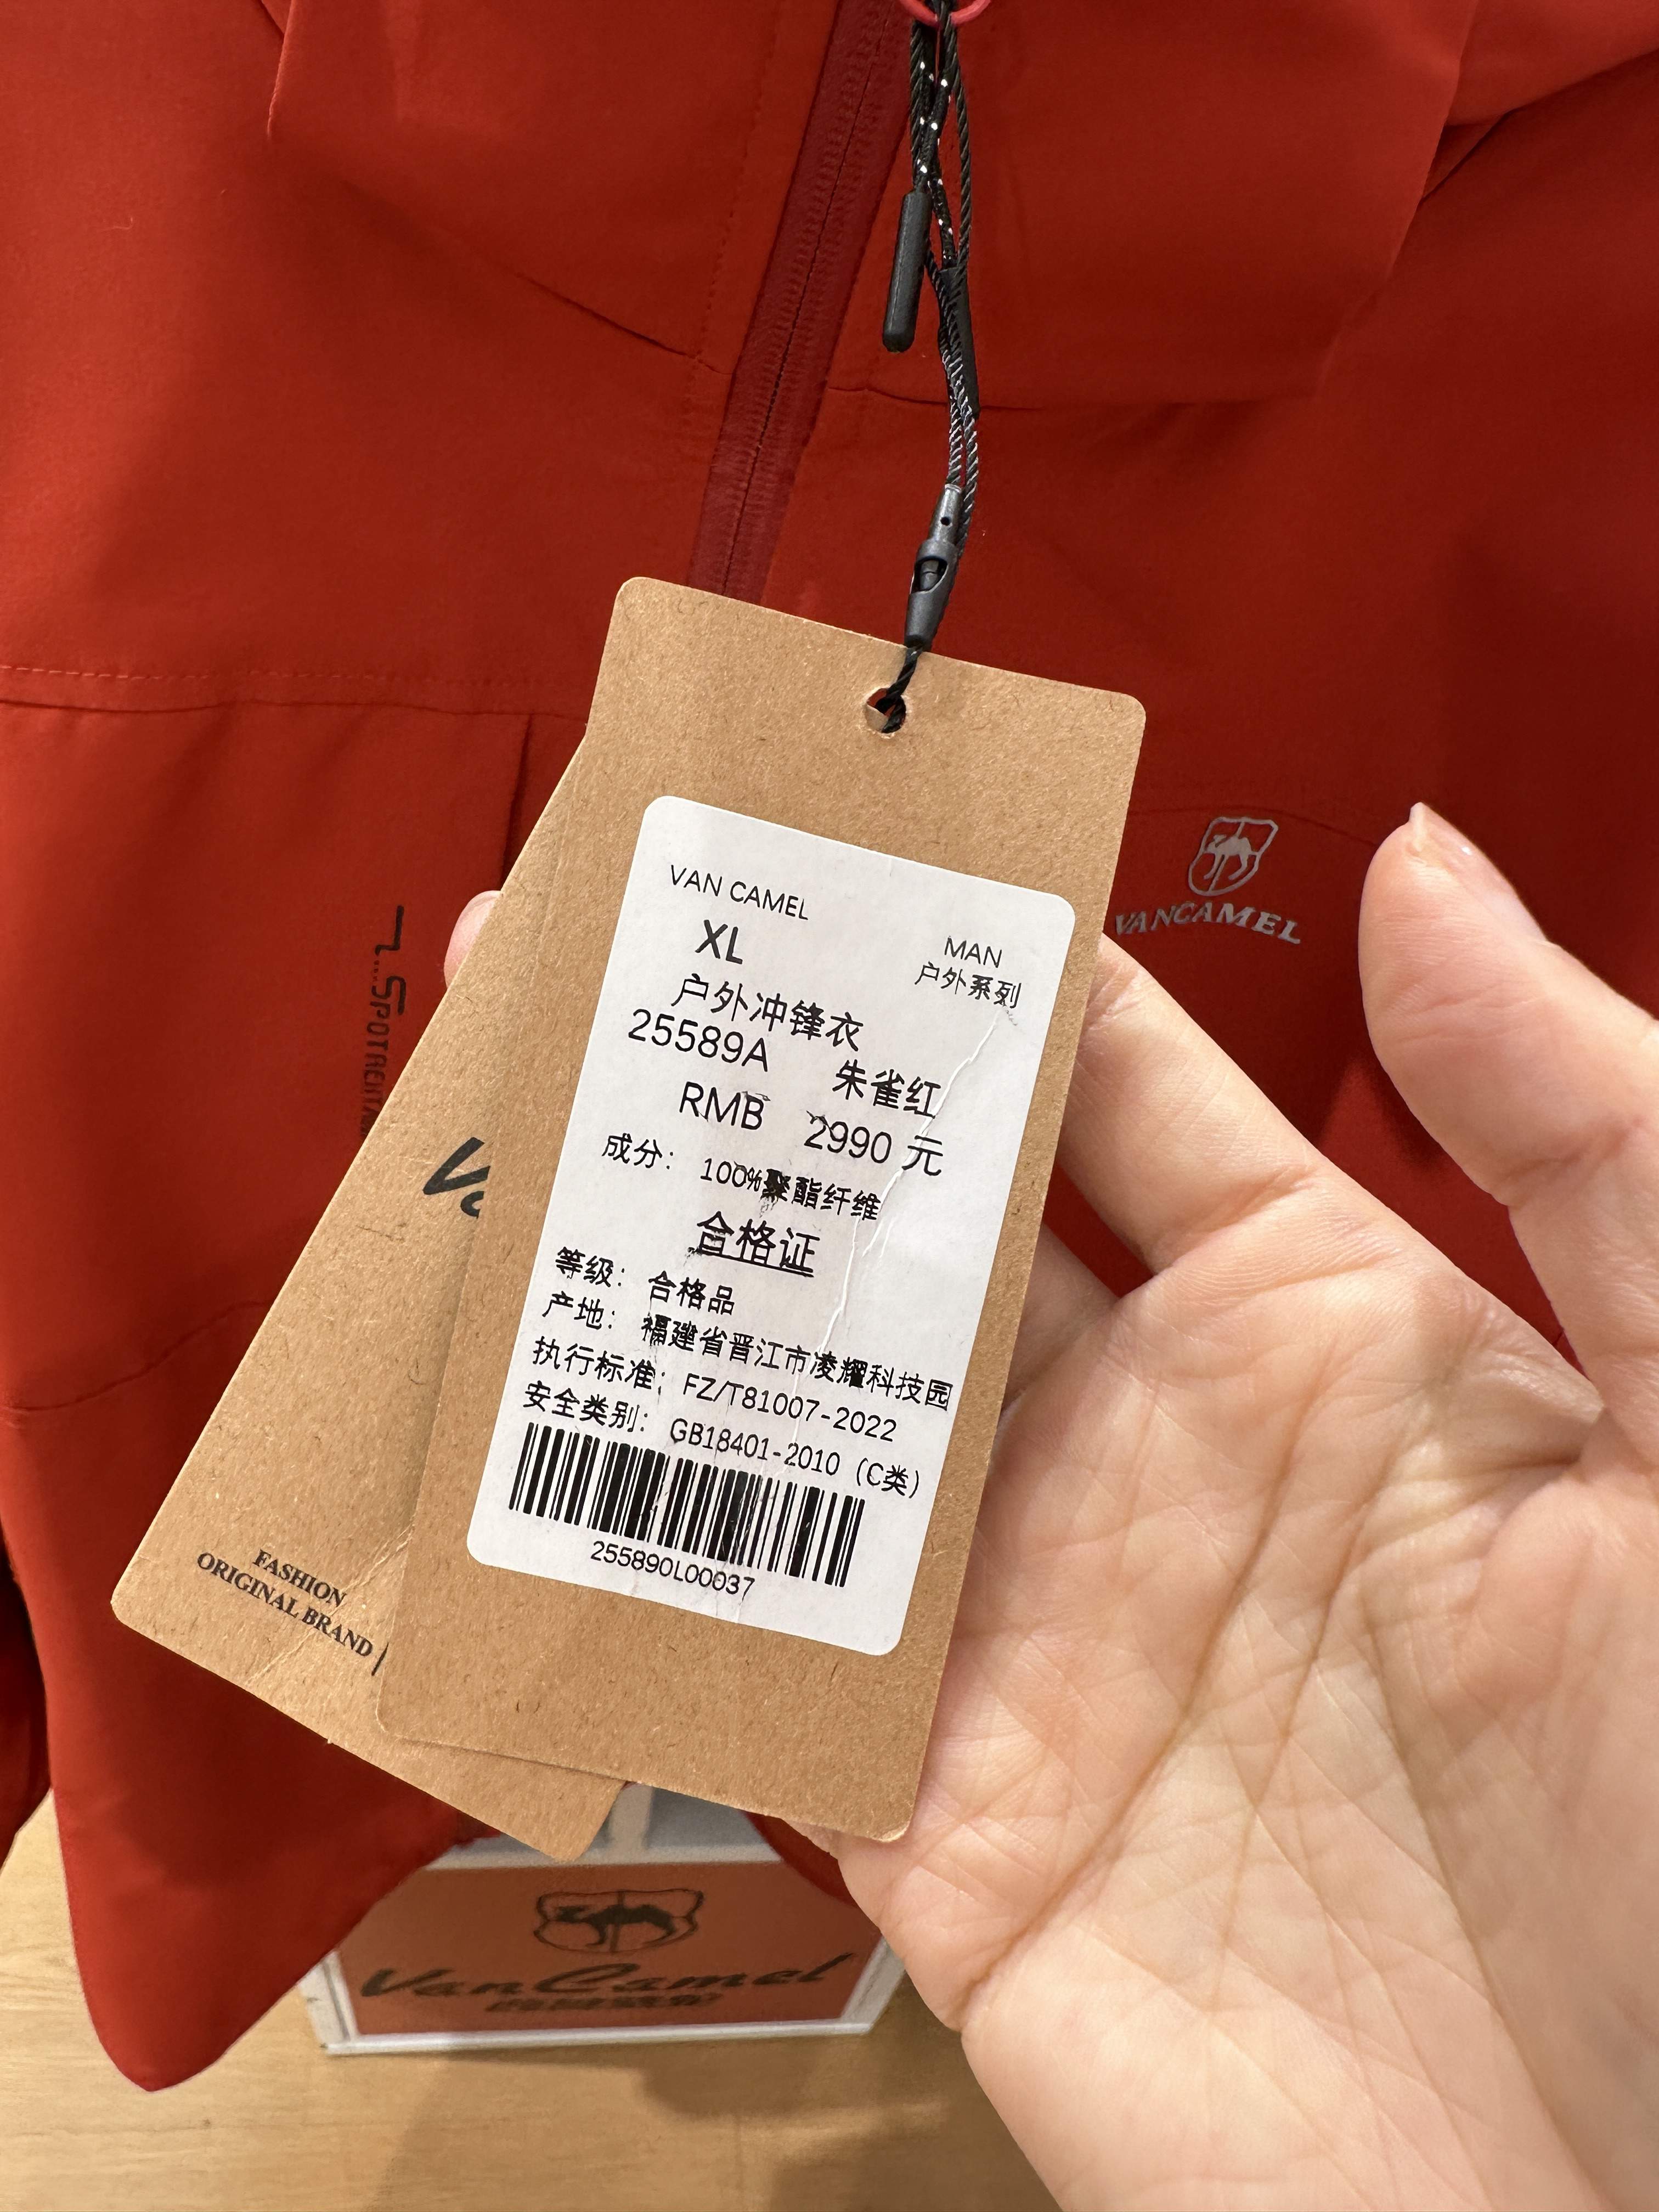 VAN CAMEL
XL
MAN
户外系列
户外冲锋衣
25589A 朱雀红
RMB 2990 元
成分： 100%聚酯纤维
合格证
等级： 合格品
产地： 福建省晋江市凌耀科技园
执行标准： FZ/T81007-2022
安全类别： GB18401-2010（C类）
255890L00037
VANCAMEL
FASHION
ORIGINAL BRAND
VanCamel